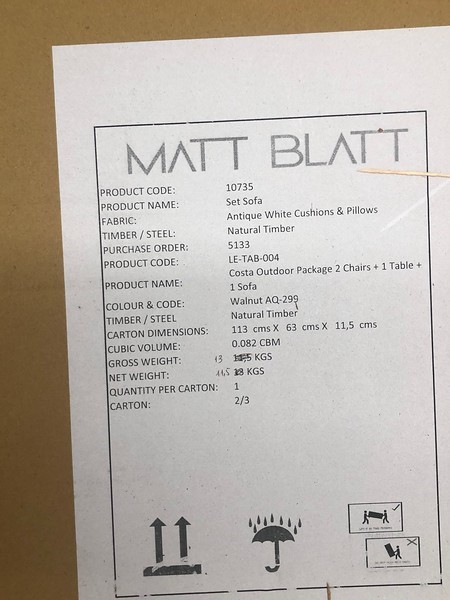 MATT BLATT
PRODUCT CODE: 10735
PRODUCT NAME: Set Sofa
FABRIC: Antique White Cushions & Pillows
TIMBER / STEEL: Natural Timber
PURCHASE ORDER: 5133
PRODUCT CODE: LE-TAB-004
Costa Outdoor Package 2 Chairs + 1 Table +
PRODUCT NAME: 1 Sofa
COLOUR & CODE: Walnut AQ-299
TIMBER / STEEL Natural Timber
CARTON DIMENSIONS: 113 cms X 63 cms X 11,5 cms
CUBIC VOLUME: 0.082 CBM
GROSS WEIGHT: 13 KGS
NET WEIGHT: 11,5 KGS
QUANTITY PER CARTON: 1
CARTON: 2/3